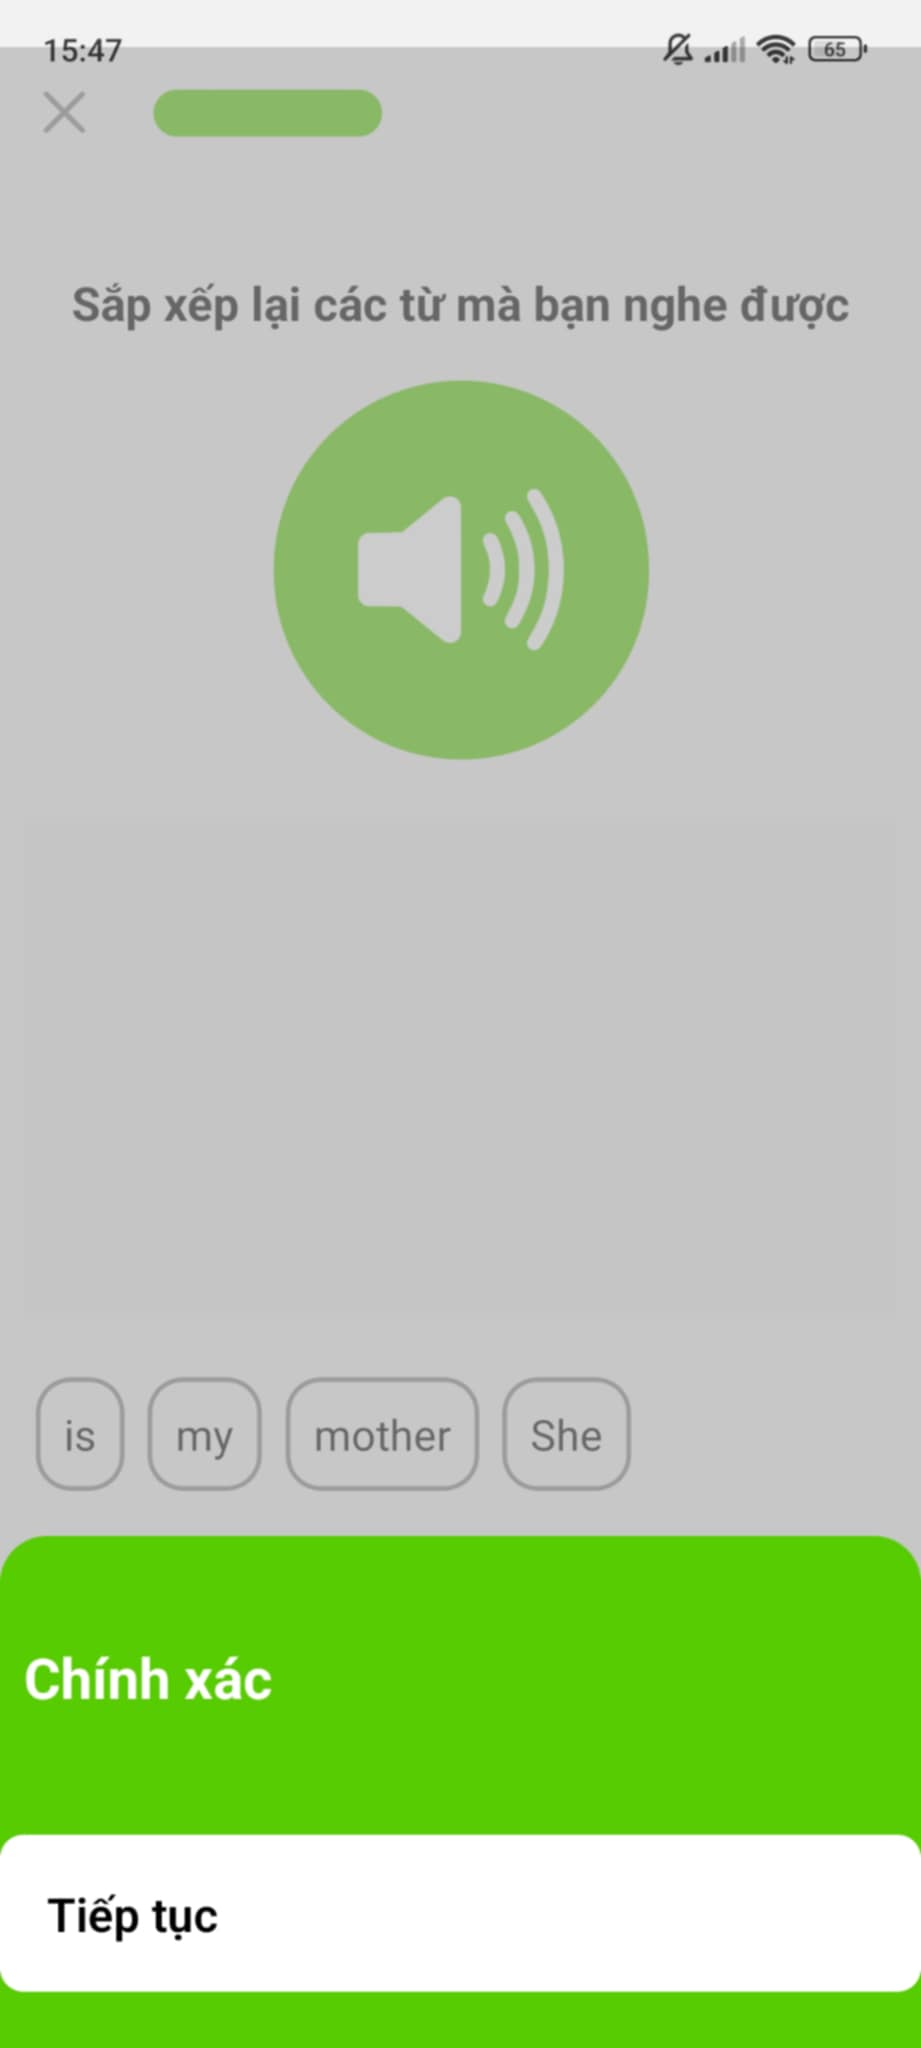 15:47
65
Sắp xếp lại các từ mà bạn nghe được
is my mother She
Chính xác
Tiếp tục